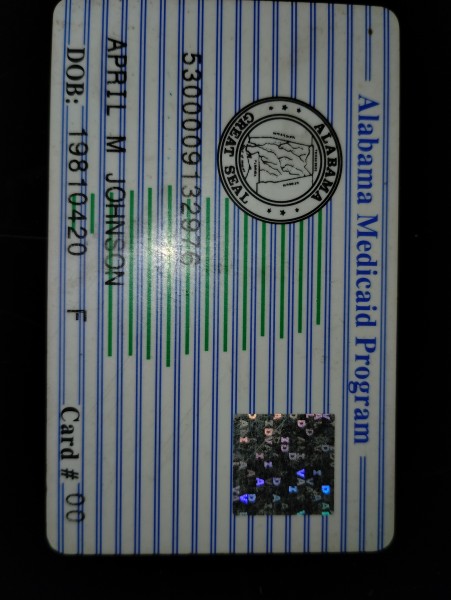 Alabama Medicaid Program
ALABAMA
GREAT SEAL
5300009132976
APRIL M JOHNSON
DOB: 19810420 F Card # 00